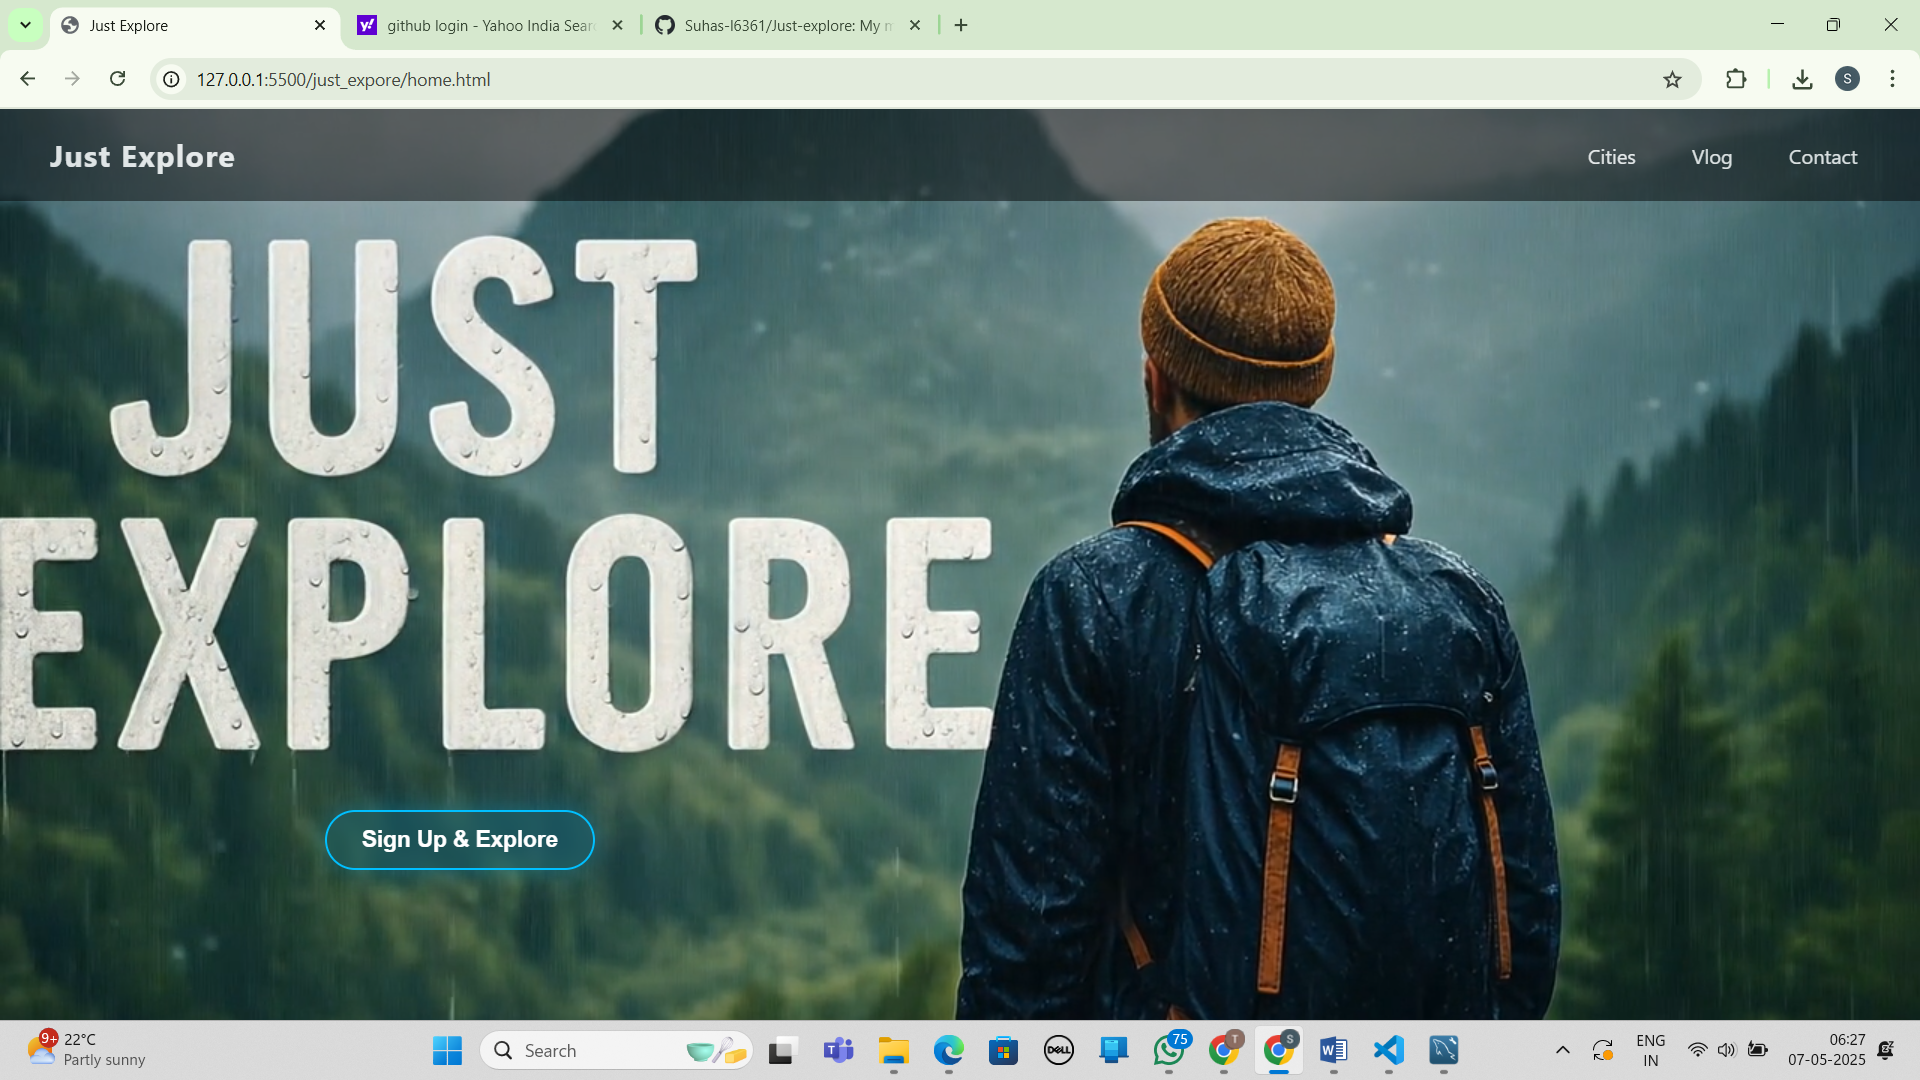 Just Explore
github login - Yahoo India Sear
Suhas-l6361/Just-explore: My m
127.0.0.1:5500/just_expore/home.html
S
Just Explore
Cities
Vlog
Contact
JUST
EXPLORE
Sign Up & Explore
9+
22°C
Partly sunny
Search
DELL
75
T
S
ENG
IN
06:27
07-05-2025